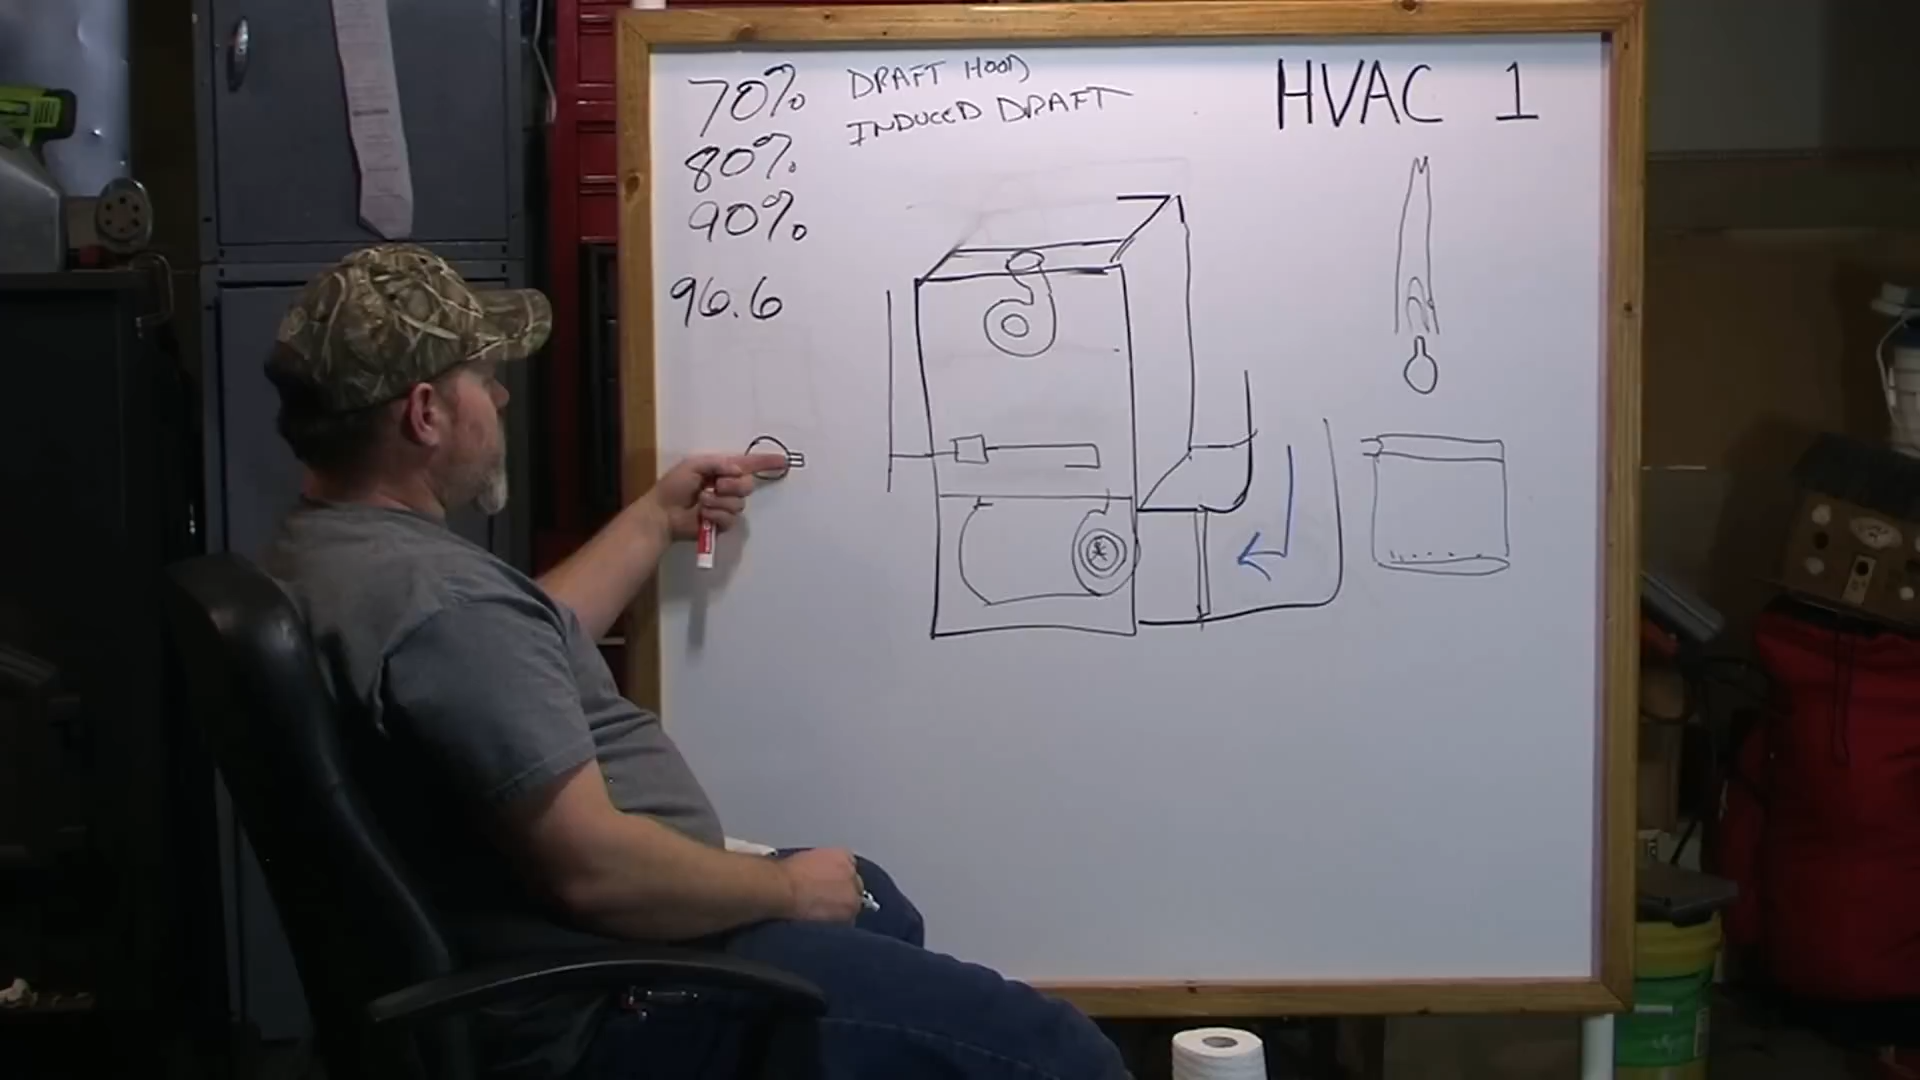 70% DRAFT HOOD
80% INDUCED DRAFT
90%
96.6
HVAC 1